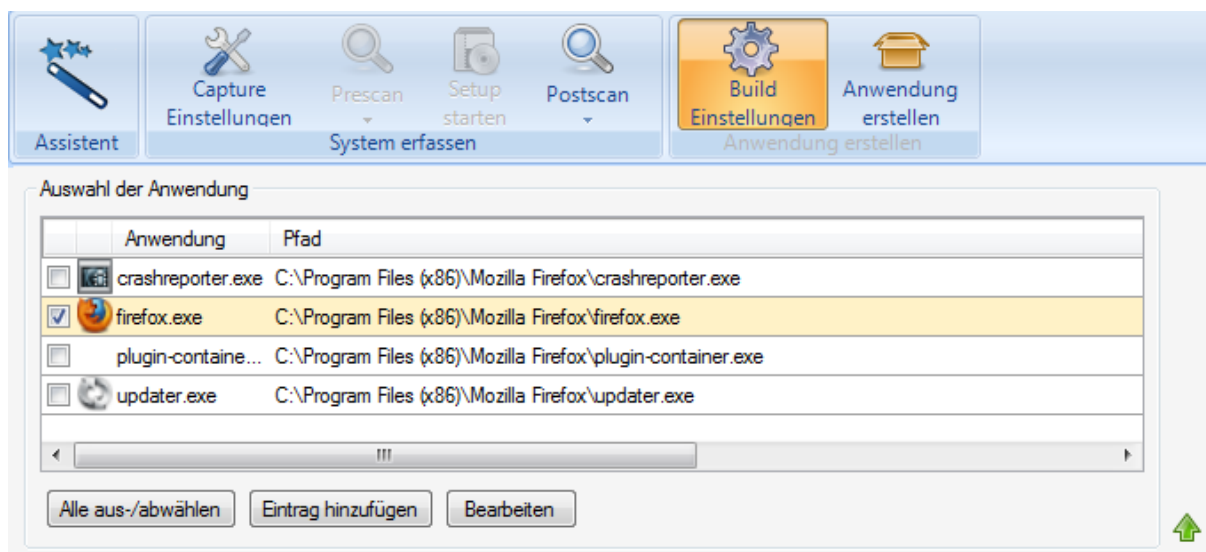 Assistent
Capture
Einstellungen
Prescan
Setup
starten
Postscan
System erfassen
Build
Einstellungen
Anwendung
erstellen
Anwendung erstellen
Auswahl der Anwendung
Anwendung Pfad
crashreporter.exe C:\Program Files (x86)\Mozilla Firefox\crashreporter.exe
firefox.exe C:\Program Files (x86)\Mozilla Firefox\firefox.exe
plugin-containe... C:\Program Files (x86)\Mozilla Firefox\plugin-container.exe
updater.exe C:\Program Files (x86)\Mozilla Firefox\updater.exe
Alle aus-/abwählen Eintrag hinzufügen Bearbeiten